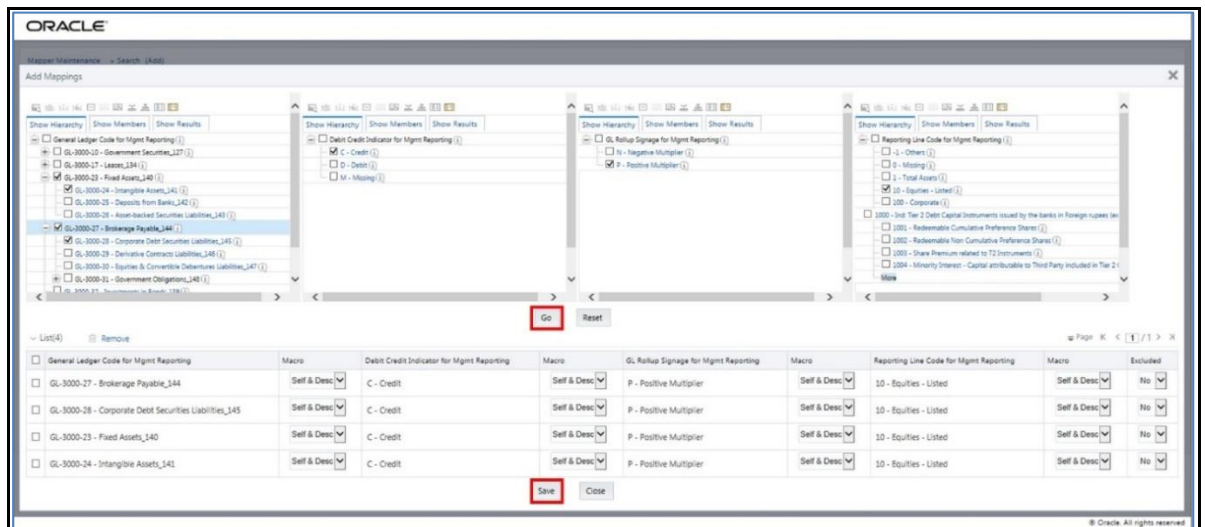 ORACLE
Mapper Maintenance » Search (Add)
Add Mappings
Show Hierarchy Show Members Show Results
General Ledger Code for Mgmt Reporting
GL-3000-10 - Government Securities_127
GL-3000-17 - Leases_134
GL-3000-23 - Fixed Assets_140
GL-3000-24 - Intangible Assets_141
GL-3000-25 - Deposits from Banks_142
GL-3000-26 - Asset-backed Securities Liabilities_143
GL-3000-27 - Brokerage Payable_144
GL-3000-28 - Corporate Debt Securities Liabilities_145
GL-3000-29 - Derivative Contracts Liabilities_146
GL-3000-30 - Equities & Convertible Debentures Liabilities_147
GL-3000-31 - Government Obligations_148
Show Hierarchy Show Members Show Results
Debit Credit Indicator for Mgmt Reporting
C - Credit
D - Debit
M - Missing
Show Hierarchy Show Members Show Results
GL Rollup Signage for Mgmt Reporting
N - Negative Multiplier
P - Positive Multiplier
Show Hierarchy Show Members Show Results
Reporting Line Code for Mgmt Reporting
-1 - Others
0 - Missing
1 - Total Assets
10 - Equities - Listed
100 - Corporate
1000 - Ind: Tier 2 Debt Capital Instruments issued by the banks in Foreign rupees (ex
1001 - Redeemable Cumulative Preference Shares
1002 - Redeemable Non Cumulative Preference Shares
1003 - Share Premium related to T2 Instruments
1004 - Minority Interest - Capital attributable to Third Party included in Tier 2
More
Go Reset
List(4) Remove Page 1 / 1
General Ledger Code for Mgmt Reporting Macro Debit Credit Indicator for Mgmt Reporting Macro GL Rollup Signage for Mgmt Reporting Macro Reporting Line Code for Mgmt Reporting Macro Excluded
GL-3000-27 - Brokerage Payable_144 Self & Desc C - Credit Self & Desc P - Positive Multiplier Self & Desc 10 - Equities - Listed Self & Desc No
GL-3000-28 - Corporate Debt Securities Liabilities_145 Self & Desc C - Credit Self & Desc P - Positive Multiplier Self & Desc 10 - Equities - Listed Self & Desc No
GL-3000-23 - Fixed Assets_140 Self & Desc C - Credit Self & Desc P - Positive Multiplier Self & Desc 10 - Equities - Listed Self & Desc No
GL-3000-24 - Intangible Assets_141 Self & Desc C - Credit Self & Desc P - Positive Multiplier Self & Desc 10 - Equities - Listed Self & Desc No
Save Close
© Oracle. All rights reserved